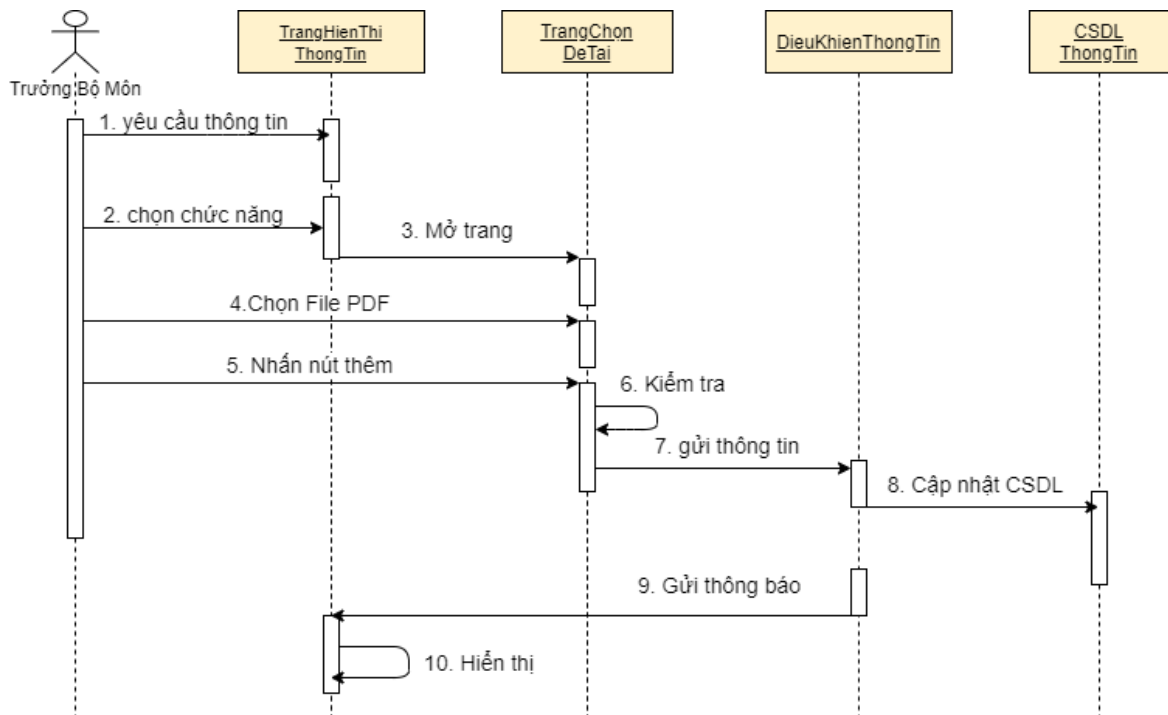 TrangHienThi
ThongTin
TrangChọn
DeTai
DieuKhienThongTin
CSDL
ThongTin
Trưởng Bộ Môn
1. yêu cầu thông tin
2. chọn chức năng
3. Mở trang
4.Chọn File PDF
5. Nhấn nút thêm
6. Kiểm tra
7. gửi thông tin
8. Cập nhật CSDL
9. Gửi thông báo
10. Hiển thị